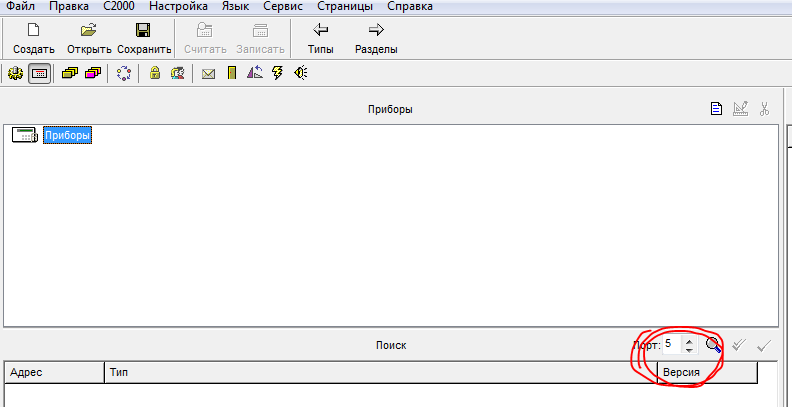 Файл Правка С2000 Настройка Язык Сервис Страницы Справка
Создать Открыть Сохранить Считать Записать Типы Разделы
Приборы
Приборы
Поиск Порт: 5
Адрес Тип Версия